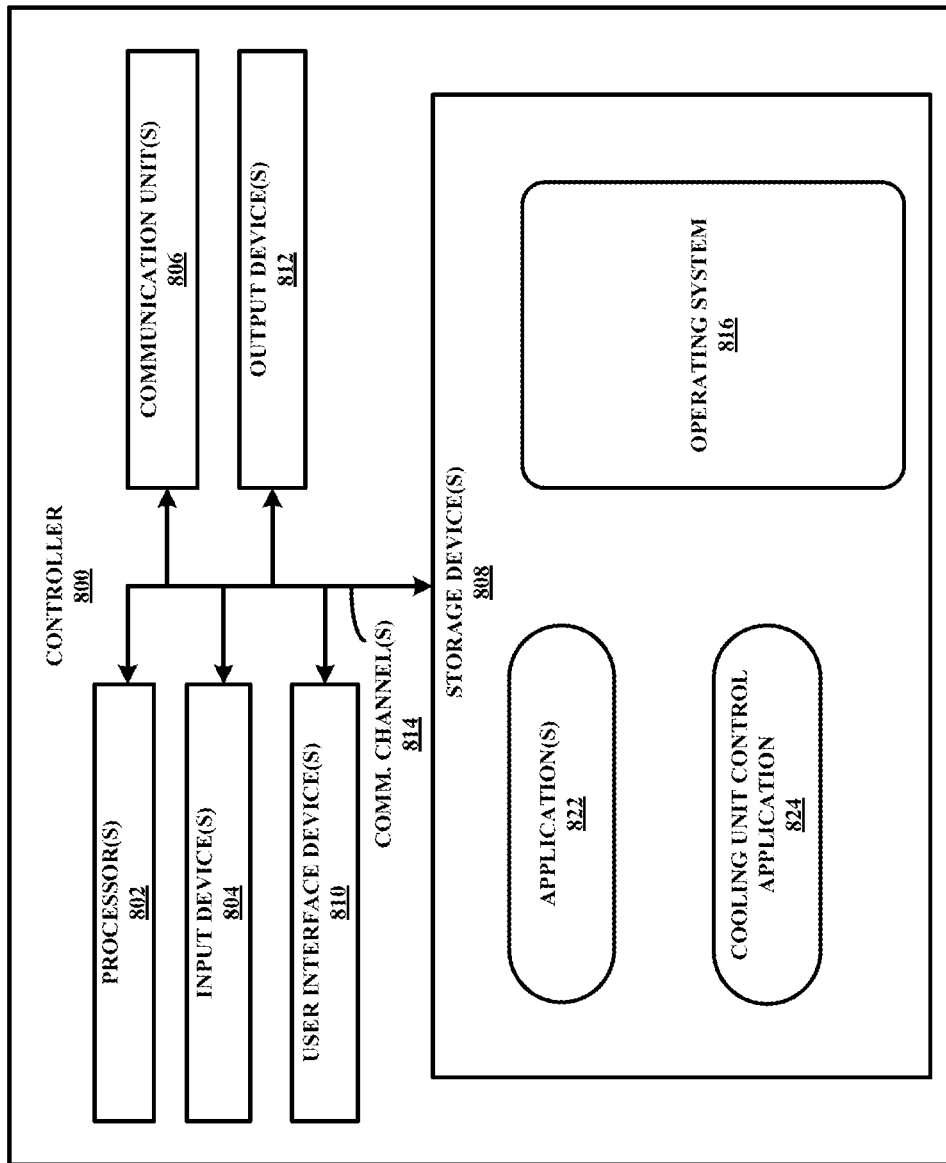 CONTROLLER
800
PROCESSOR(S)
802
INPUT DEVICE(S)
804
USER INTERFACE DEVICE(S)
810
COMMUNICATION UNIT(S)
806
OUTPUT DEVICE(S)
812
COMM. CHANNEL(S)
814
STORAGE DEVICE(S)
808
APPLICATION(S)
822
COOLING UNIT CONTROL
APPLICATION
824
OPERATING SYSTEM
816